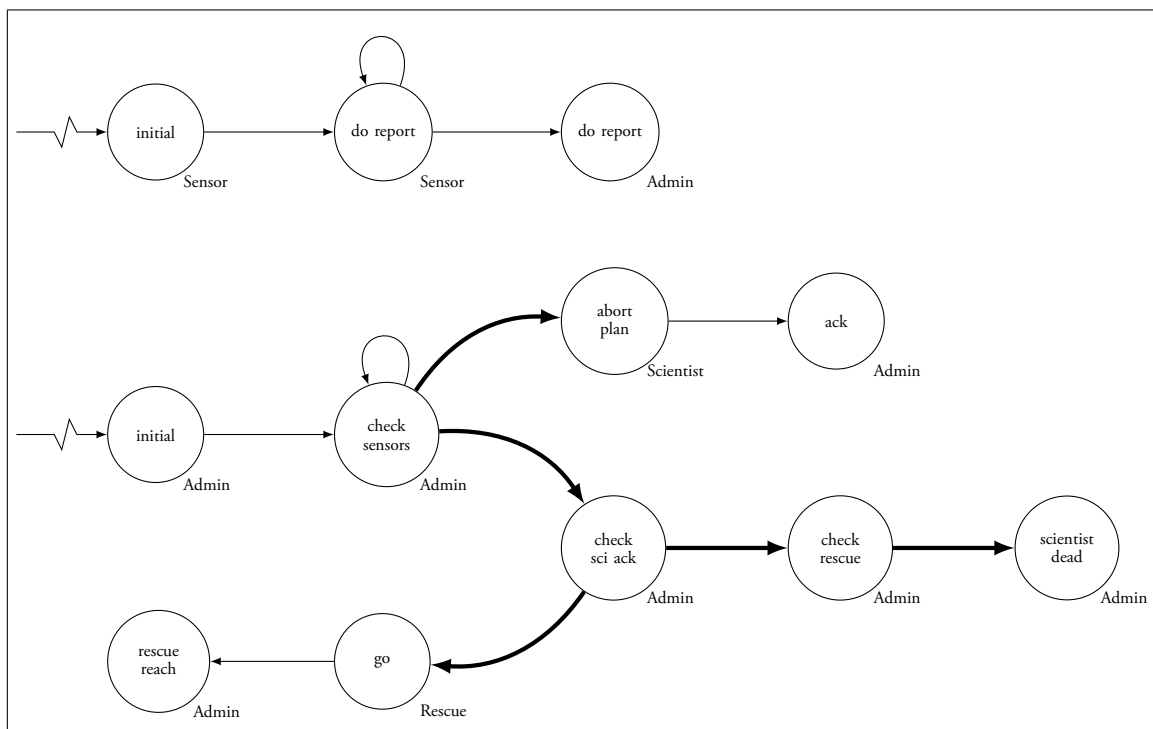 initial
Sensor
do report
Sensor
do report
Admin
abort
plan
Scientist
ack
Admin
initial
Admin
check
sensors
Admin
check
sci ack
Admin
check
rescue
Admin
scientist
dead
Admin
rescue
reach
Admin
go
Rescue